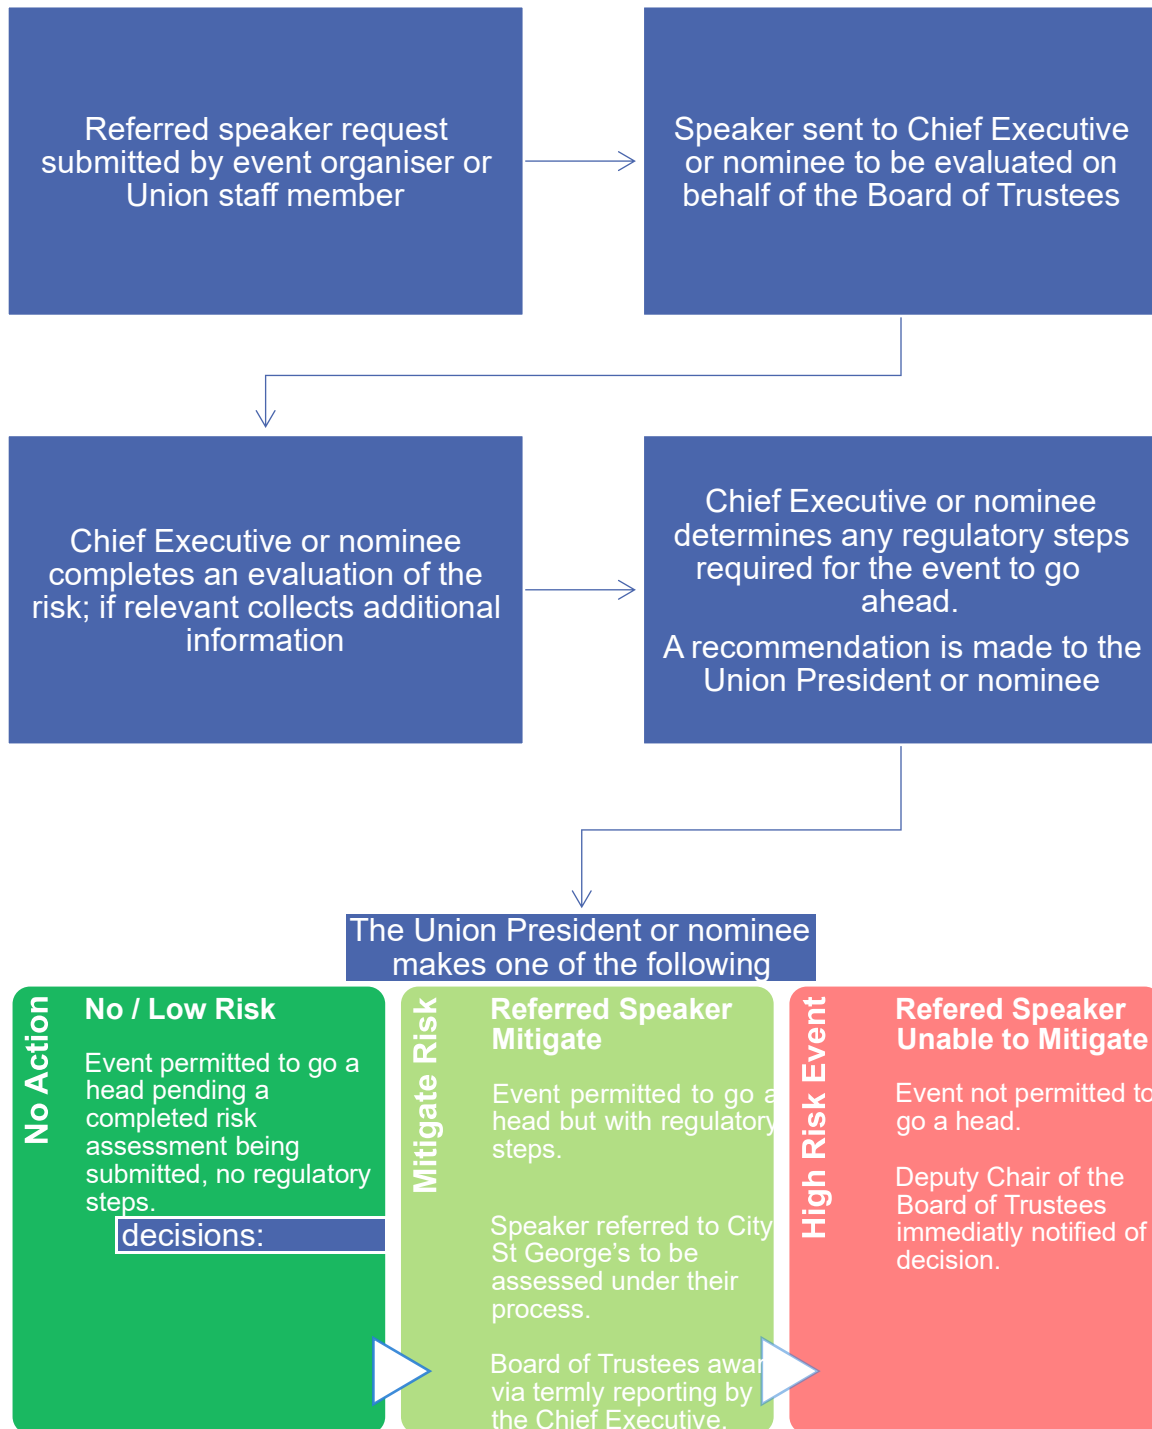 Referred speaker request
submitted by event organiser or
Union staff member
Speaker sent to Chief Executive
or nominee to be evaluated on
behalf of the Board of Trustees
Chief Executive or nominee
completes an evaluation of the
risk; if relevant collects additional
information
Chief Executive or nominee
determines any regulatory steps
required for the event to go
ahead.
A recommendation is made to the
Union President or nominee
The Union President or nominee
makes one of the following
decisions:
No Action
No / Low Risk
Event permitted to go a
head pending a
completed risk
assessment being
submitted, no regulatory
steps.
Mitigate Risk
Referred Speaker
Mitigate
Event permitted to go a
head but with regulatory
steps.
Speaker referred to City
St George’s to be
assessed under their
process.
Board of Trustees awar
via termly reporting by
the Chief Executive.
High Risk Event
Refered Speaker
Unable to Mitigate
Event not permitted to
go a head.
Deputy Chair of the
Board of Trustees
immediatly notified of
decision.